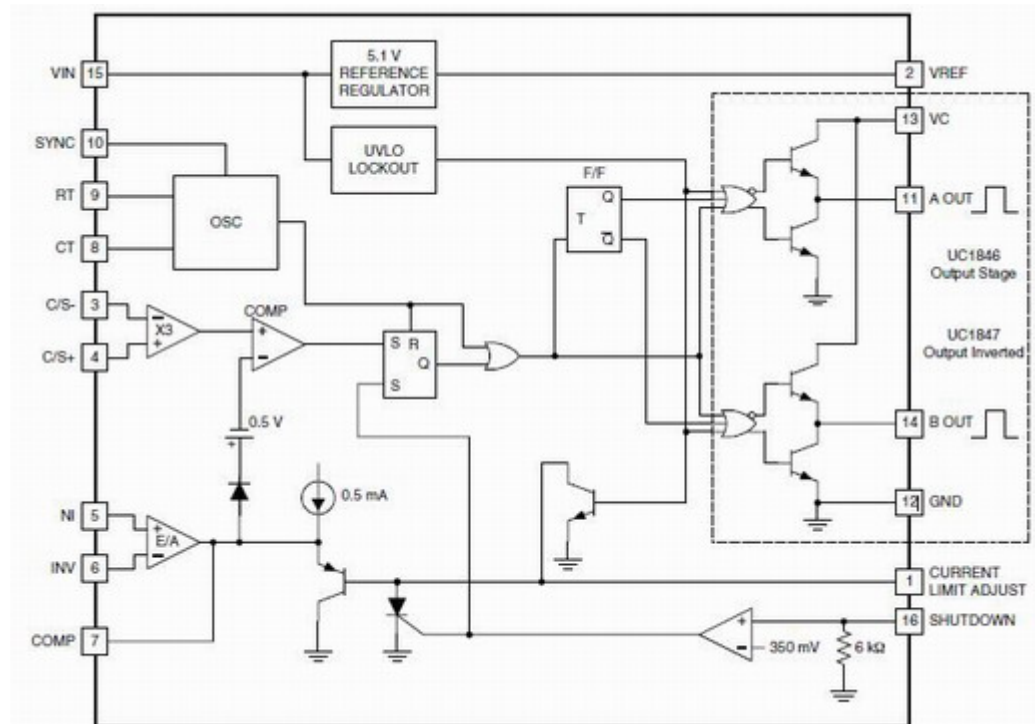 5.1 V
REFERENCE
REGULATOR
VIN 15
2 VREF
13 VC
SYNC 10
UVLO
LOCKOUT
F/F
RT 9
OSC
Q
T
Q
11 A OUT
CT 8
UC1846
Output Stage
C/S- 3
COMP
X3
C/S+ 4
S R
Q
S
UC1847
Output Inverted
0.5 V
14 B OUT
0.5 mA
NI 5
E/A
12 GND
INV 6
1 CURRENT
LIMIT ADJUST
16 SHUTDOWN
COMP 7
350 mV
6 kΩ